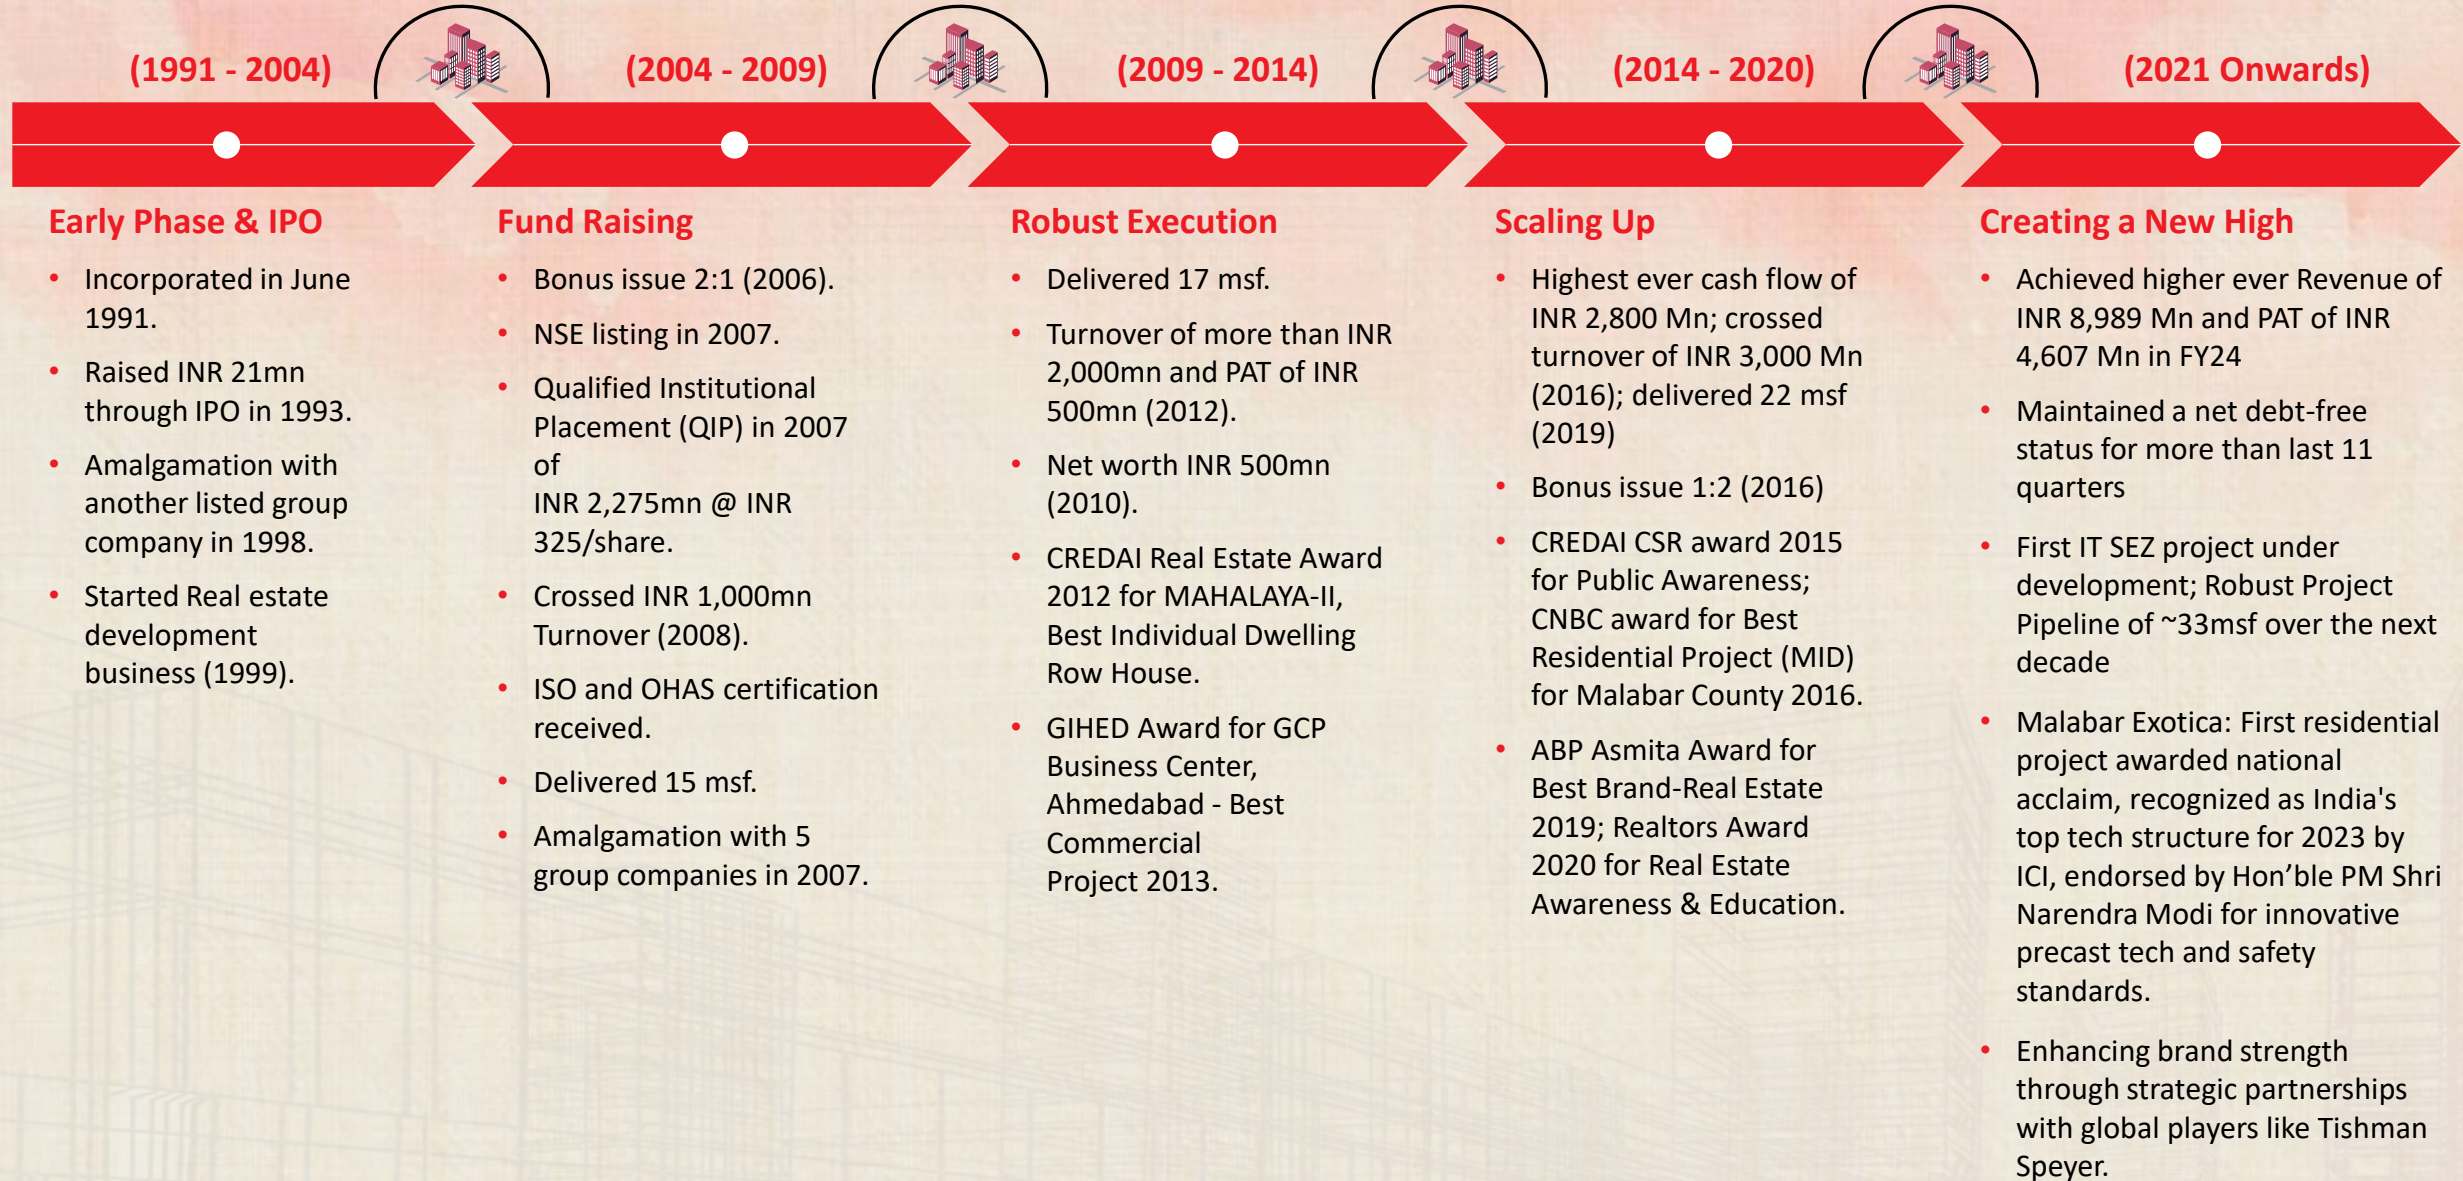 (1991 - 2004)
(2004 - 2009)
(2009 - 2014)
(2014 - 2020)
(2021 Onwards)
Early Phase & IPO
• Incorporated in June
1991.
• Raised INR 21mn
through IPO in 1993.
• Amalgamation with
another listed group
company in 1998.
• Started Real estate
development
business (1999).
Fund Raising
• Bonus issue 2:1 (2006).
• NSE listing in 2007.
• Qualified Institutional
Placement (QIP) in 2007
of
INR 2,275mn @ INR
325/share.
• Crossed INR 1,000mn
Turnover (2008).
• ISO and OHAS certification
received.
• Delivered 15 msf.
• Amalgamation with 5
group companies in 2007.
Robust Execution
• Delivered 17 msf.
• Turnover of more than INR
2,000mn and PAT of INR
500mn (2012).
• Net worth INR 500mn
(2010).
• CREDAI Real Estate Award
2012 for MAHALAYA-II,
Best Individual Dwelling
Row House.
• GIHED Award for GCP
Business Center,
Ahmedabad - Best
Commercial
Project 2013.
Scaling Up
• Highest ever cash flow of
INR 2,800 Mn; crossed
turnover of INR 3,000 Mn
(2016); delivered 22 msf
(2019)
• Bonus issue 1:2 (2016)
• CREDAI CSR award 2015
for Public Awareness;
CNBC award for Best
Residential Project (MID)
for Malabar County 2016.
• ABP Asmita Award for
Best Brand-Real Estate
2019; Realtors Award
2020 for Real Estate
Awareness & Education.
Creating a New High
• Achieved higher ever Revenue of
INR 8,989 Mn and PAT of INR
4,607 Mn in FY24
• Maintained a net debt-free
status for more than last 11
quarters
• First IT SEZ project under
development; Robust Project
Pipeline of ~33msf over the next
decade
• Malabar Exotica: First residential
project awarded national
acclaim, recognized as India's
top tech structure for 2023 by
ICI, endorsed by Hon’ble PM Shri
Narendra Modi for innovative
precast tech and safety
standards.
• Enhancing brand strength
through strategic partnerships
with global players like Tishman
Speyer.